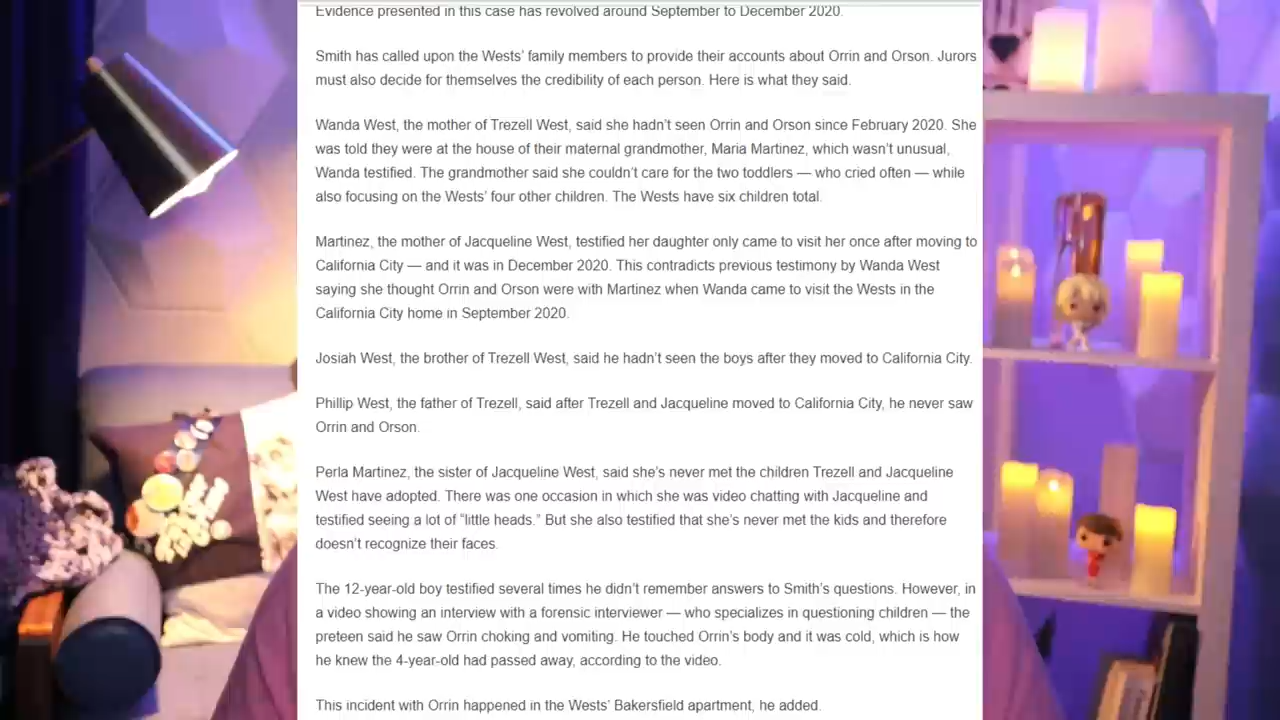 Evidence presented in this case has revolved around September to December 2020.
Smith has called upon the Wests’ family members to provide their accounts about Orrin and Orson. Jurors
must also decide for themselves the credibility of each person. Here is what they said.
Wanda West, the mother of Trezell West, said she hadn’t seen Orrin and Orson since February 2020. She
was told they were at the house of their maternal grandmother, Maria Martinez, which wasn’t unusual,
Wanda testified. The grandmother said she couldn’t care for the two toddlers — who cried often — while
also focusing on the Wests’ four other children. The Wests have six children total.
Martinez, the mother of Jacqueline West, testified her daughter only came to visit her once after moving to
California City — and it was in December 2020. This contradicts previous testimony by Wanda West
saying she thought Orrin and Orson were with Martinez when Wanda came to visit the Wests in the
California City home in September 2020.
Josiah West, the brother of Trezell West, said he hadn’t seen the boys after they moved to California City.
Phillip West, the father of Trezell, said after Trezell and Jacqueline moved to California City, he never saw
Orrin and Orson.
Perla Martinez, the sister of Jacqueline West, said she’s never met the children Trezell and Jacqueline
West have adopted. There was one occasion in which she was video chatting with Jacqueline and
testified seeing a lot of “little heads.” But she also testified that she’s never met the kids and therefore
doesn’t recognize their faces.
The 12-year-old boy testified several times he didn’t remember answers to Smith’s questions. However, in
a video showing an interview with a forensic interviewer — who specializes in questioning children — the
preteen said he saw Orrin choking and vomiting. He touched Orrin’s body and it was cold, which is how
he knew the 4-year-old had passed away, according to the video.
This incident with Orrin happened in the Wests’ Bakersfield apartment, he added.